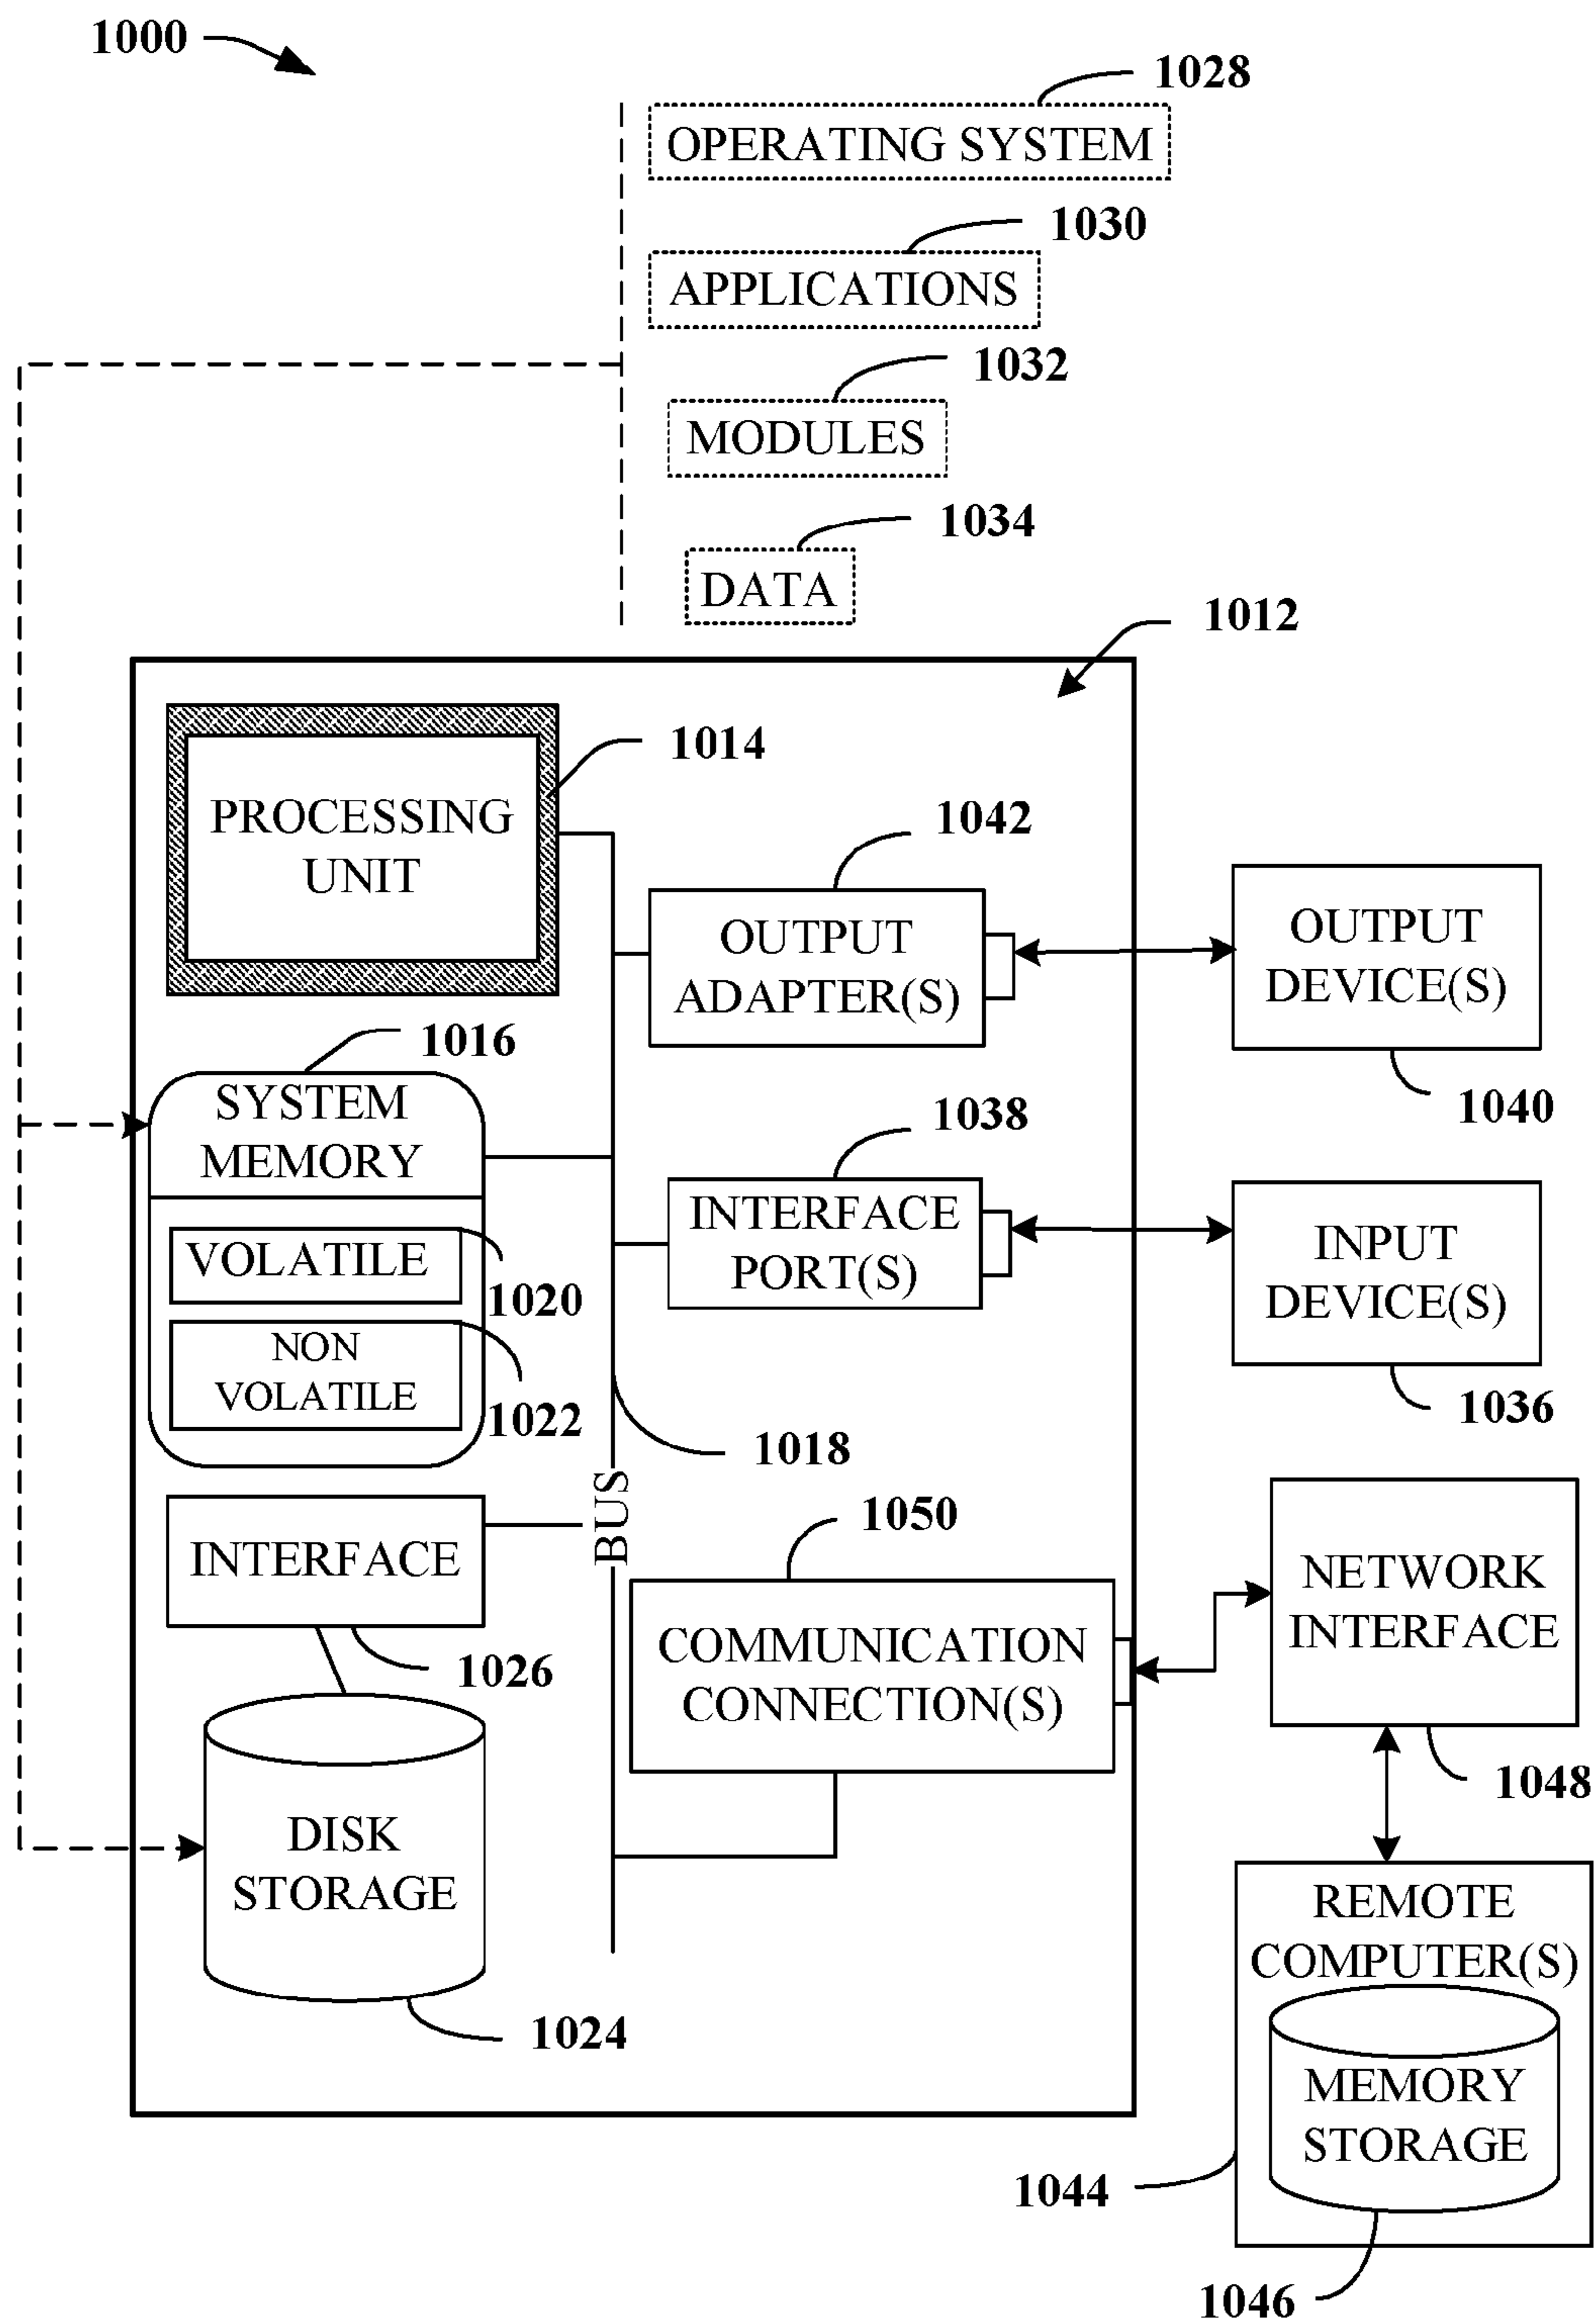 1000
1028
OPERATING SYSTEM
1030
APPLICATIONS
1032
MODULES
1034
DATA
1012
1014
PROCESSING
UNIT
1042
OUTPUT
ADAPTER(S)
OUTPUT
DEVICE(S)
1040
1016
SYSTEM
MEMORY
1038
INTERFACE
PORT(S)
INPUT
DEVICE(S)
1036
VOLATILE
1020
NON
VOLATILE
1022
1018
BUS
INTERFACE
1026
1050
COMMUNICATION
CONNECTION(S)
NETWORK
INTERFACE
1048
DISK
STORAGE
1024
REMOTE
COMPUTER(S)
MEMORY
STORAGE
1044
1046